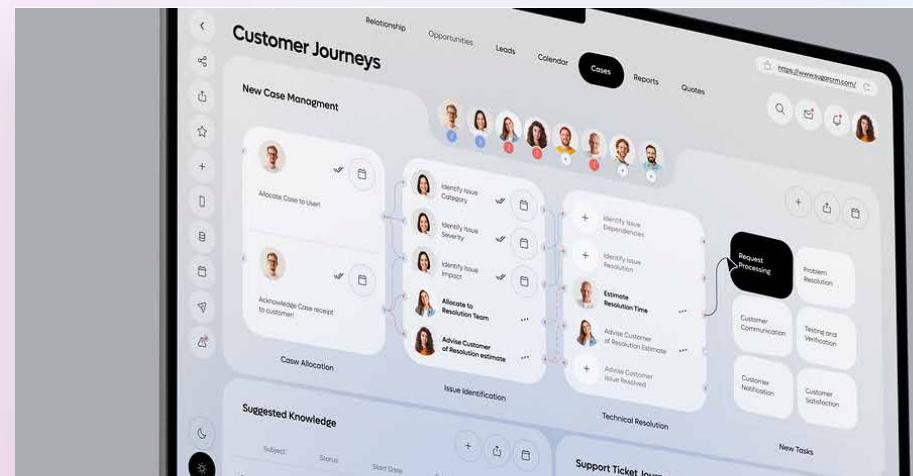 Relationship
Opportunities
Leads
Calendar
Cases
Reports
Quotes
https://www.sugarcrm.com/
Customer Journeys
New Case Managment
Allocate Case to User!
Acknowledge Case receipt
to customer!
Casw Allocation
Identify Issue
Category
Identify Issue
Severity
Identify Issue
Impact
Allocate to
Resolution Team
Advise Customer
of Resolution estimate
Issue Identification
Identify Issue
Dependencies
Identify Issue
Resolution
Estimate
Resolution Time
Advise Customer
of Resolution Estimate
Advise Customer
Issue Resolved
Technical Resolution
Request
Processing
Problem
Resolution
Customer
Communication
Testing and
Verification
Customer
Notification
Customer
Satisfaction
New Tasks
Suggested Knowledge
Subject
Status
Start Date
Support Ticket